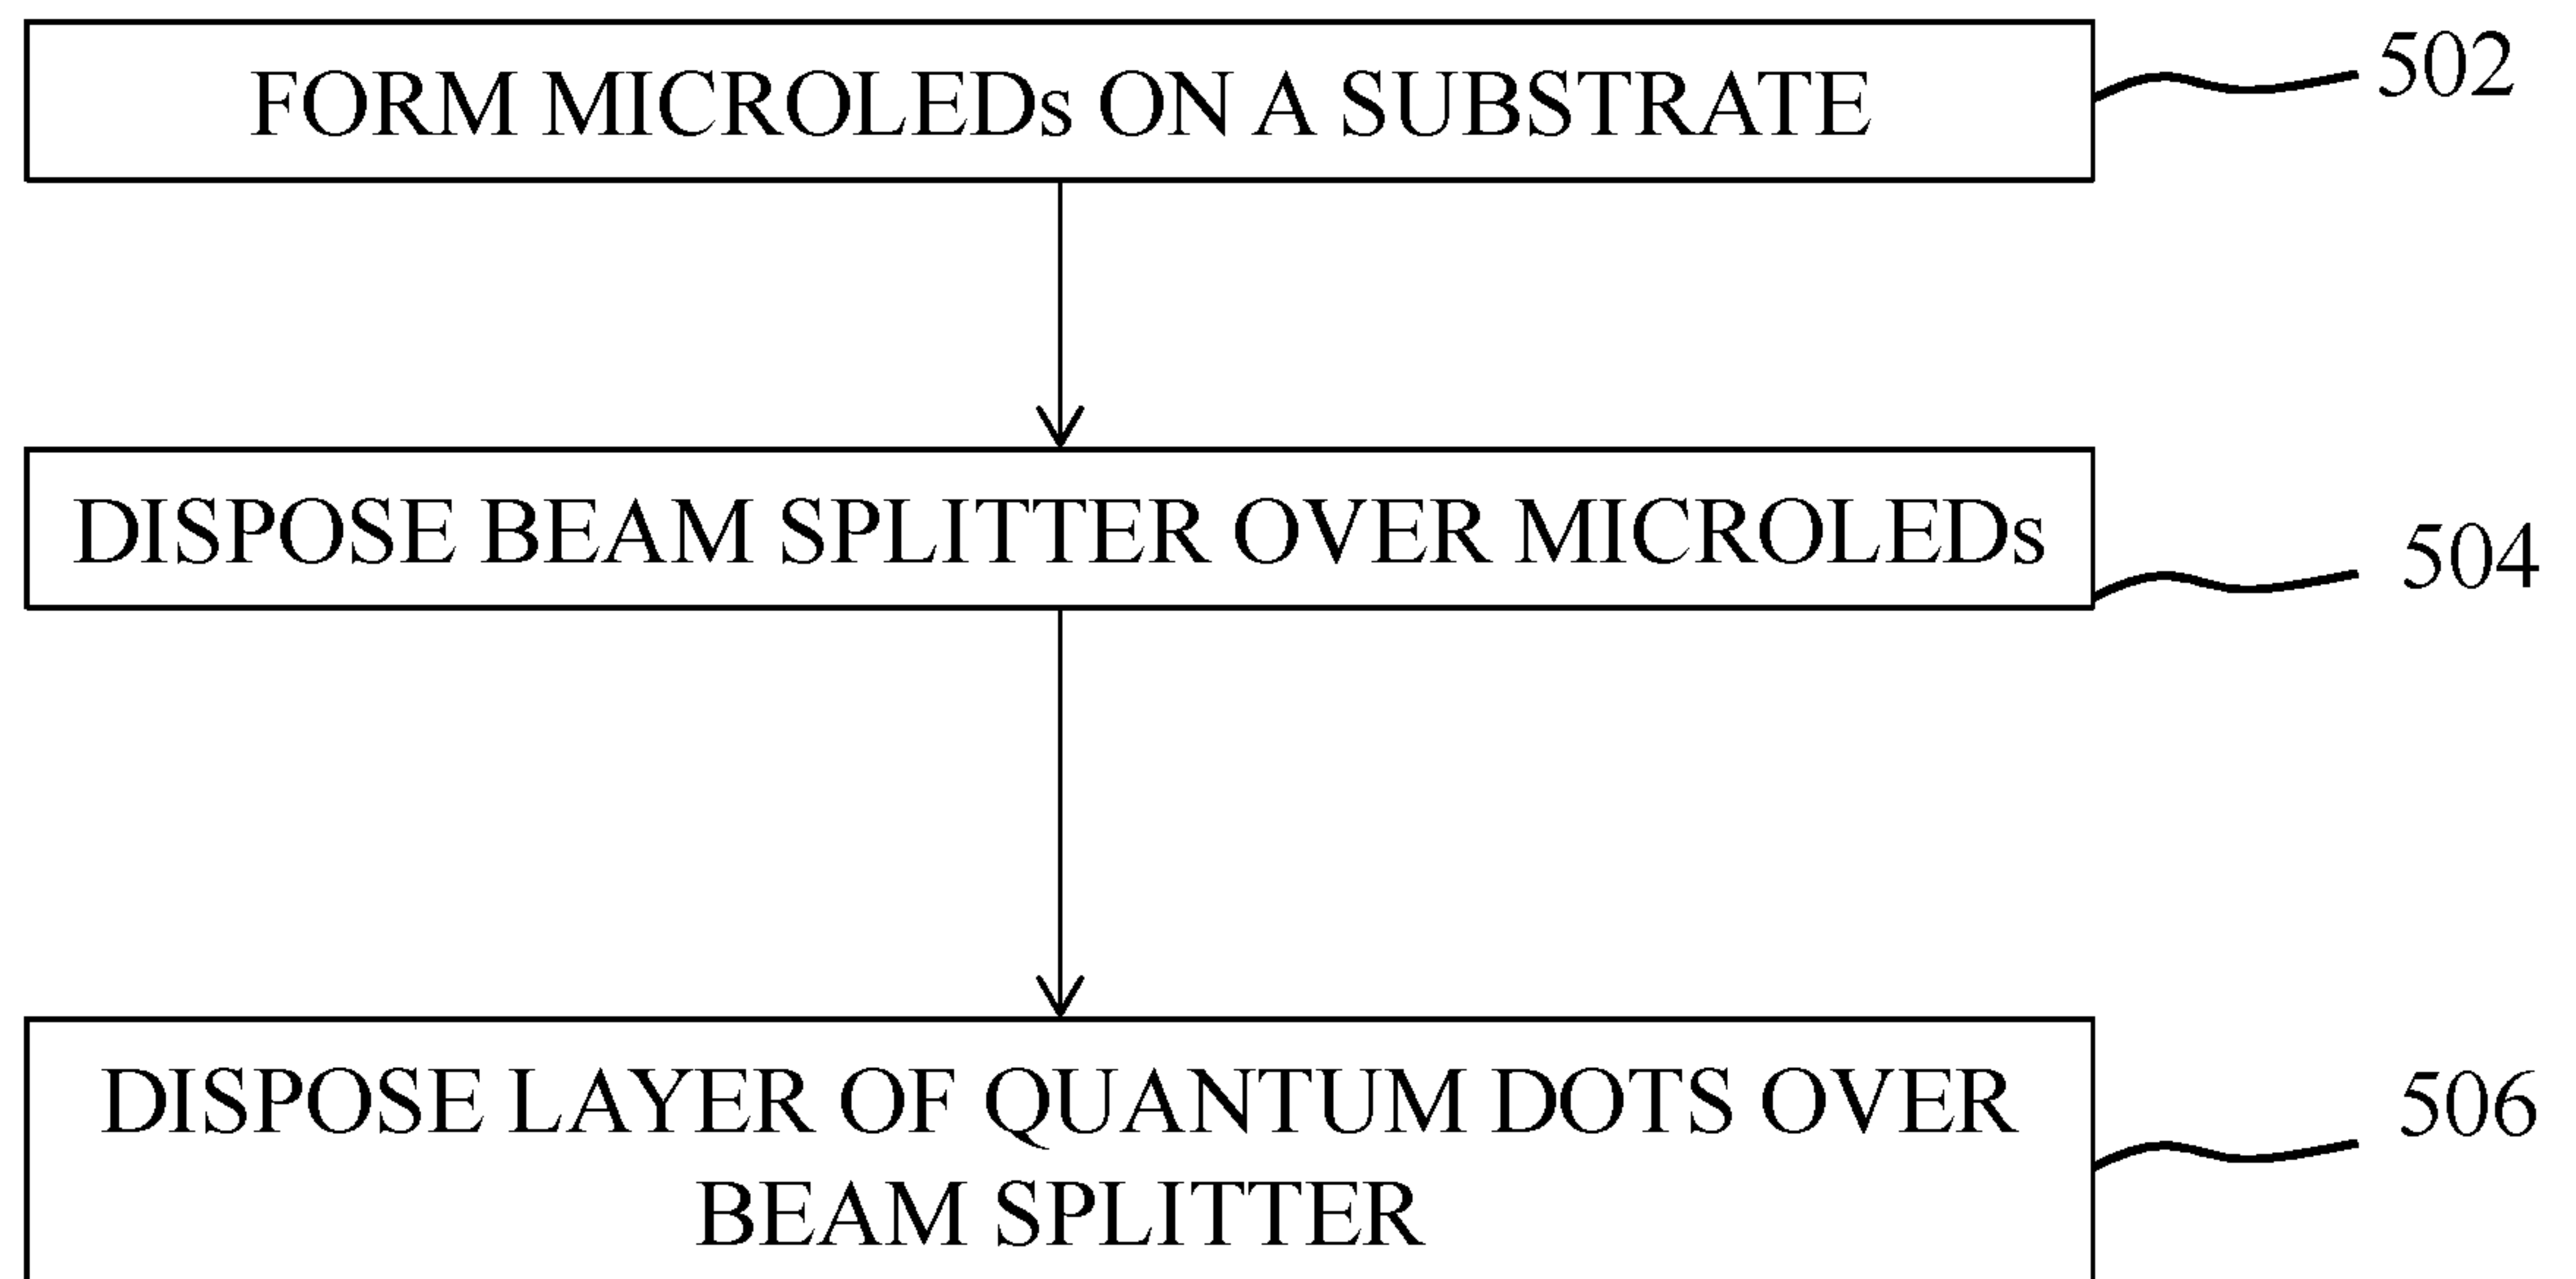 FORM MICROLEDs ON A SUBSTRATE
502
DISPOSE BEAM SPLITTER OVER MICROLEDs
504
DISPOSE LAYER OF QUANTUM DOTS OVER
BEAM SPLITTER
506